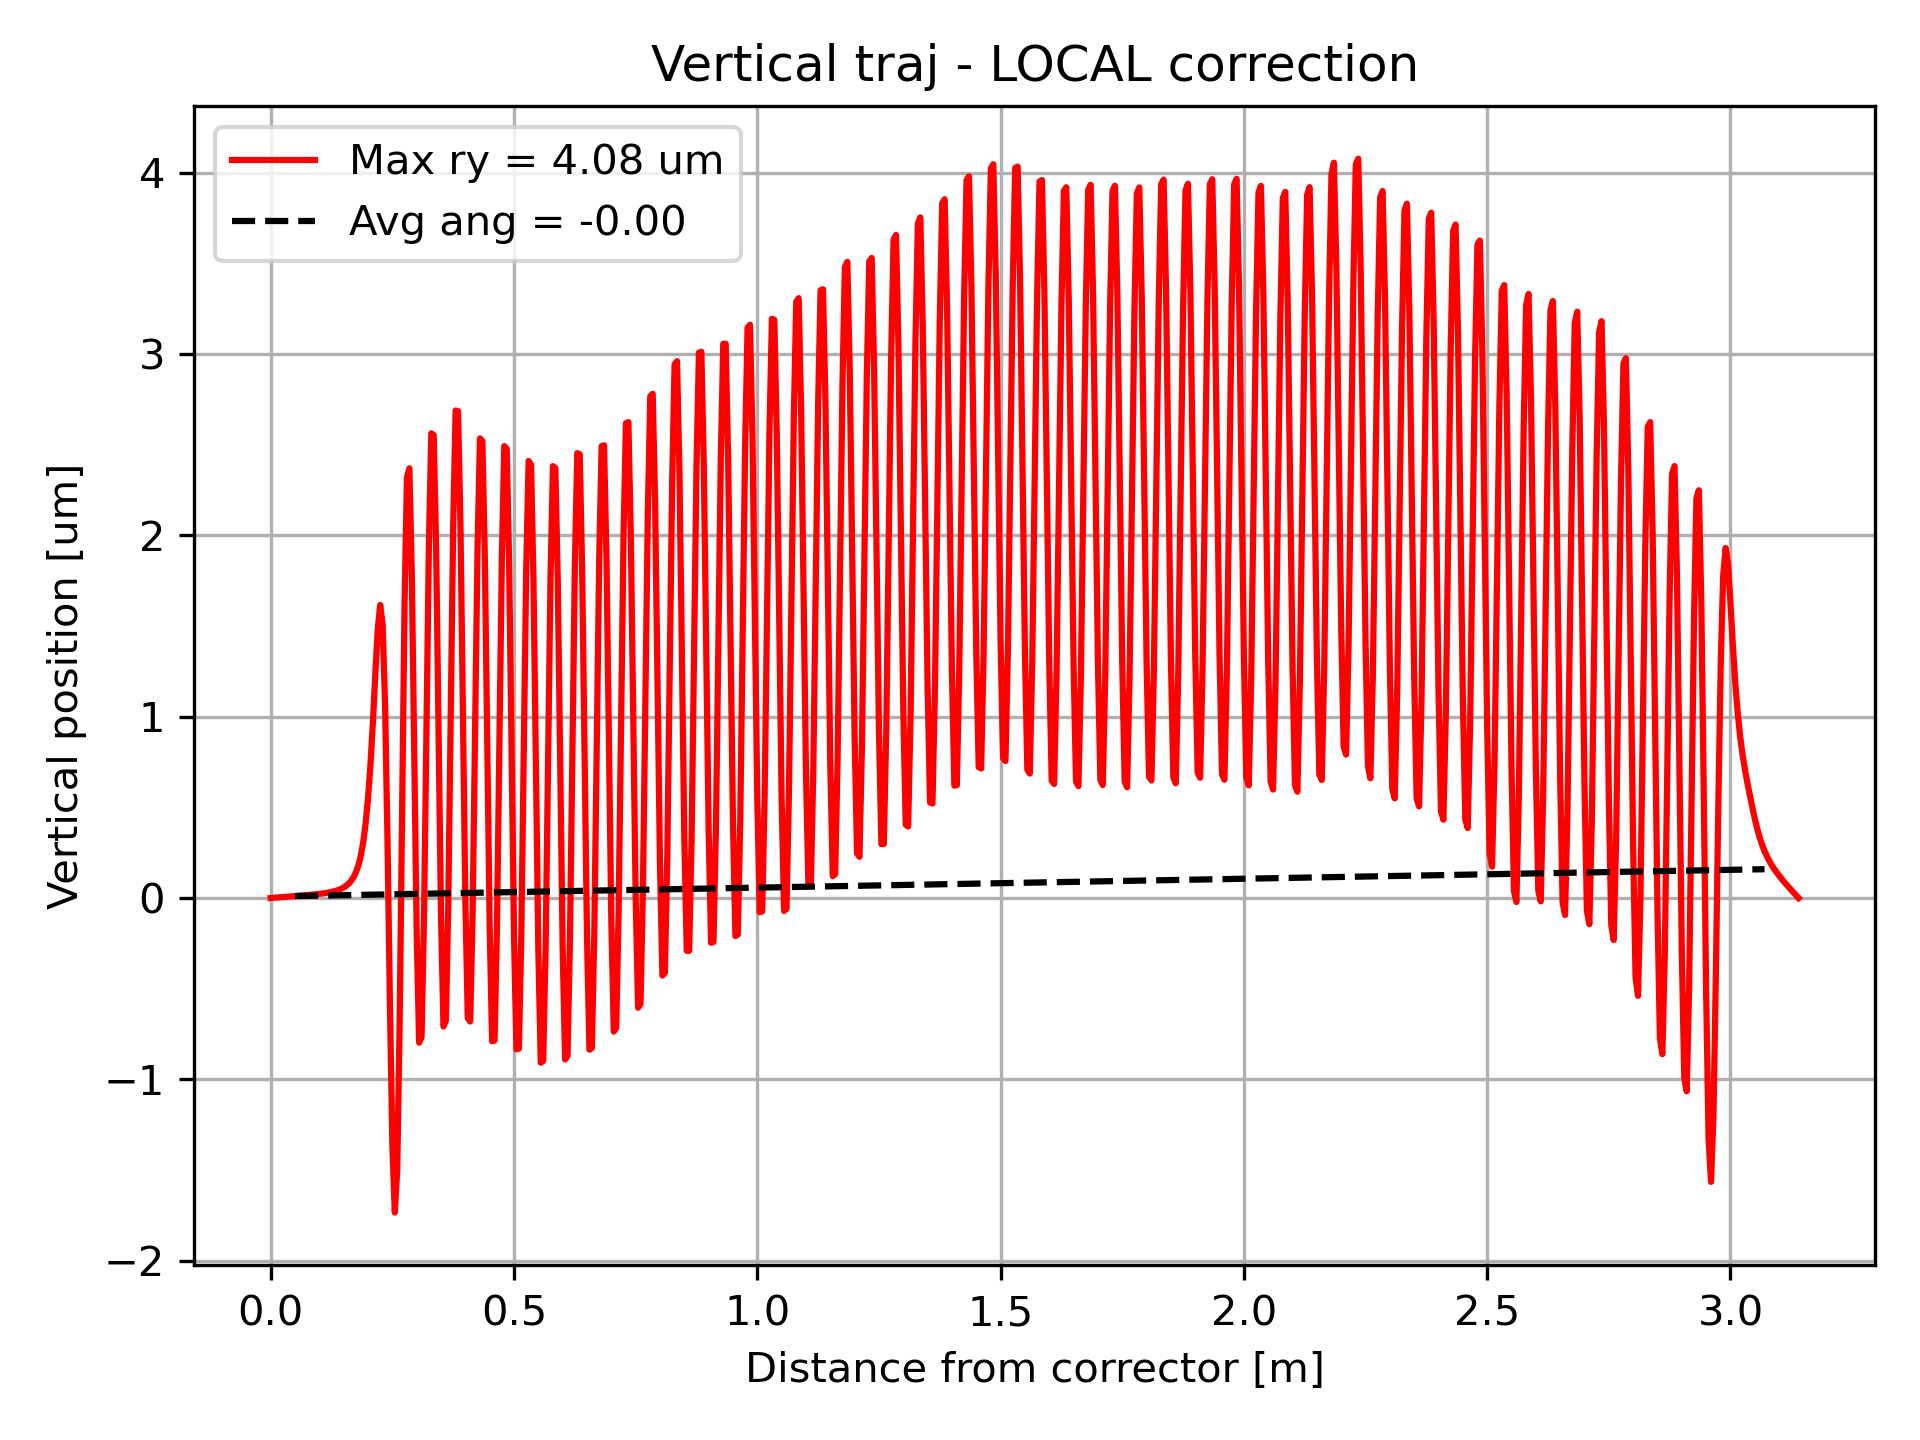 Vertical traj - LOCAL correction
Max ry = 4.08 um
Avg ang = -0.00
Vertical position [um]
4
3
2
1
0
−1
−2
0.0 0.5 1.0 1.5 2.0 2.5 3.0
Distance from corrector [m]